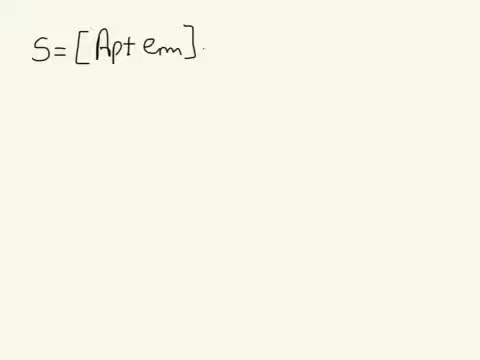 S = [Apt em]